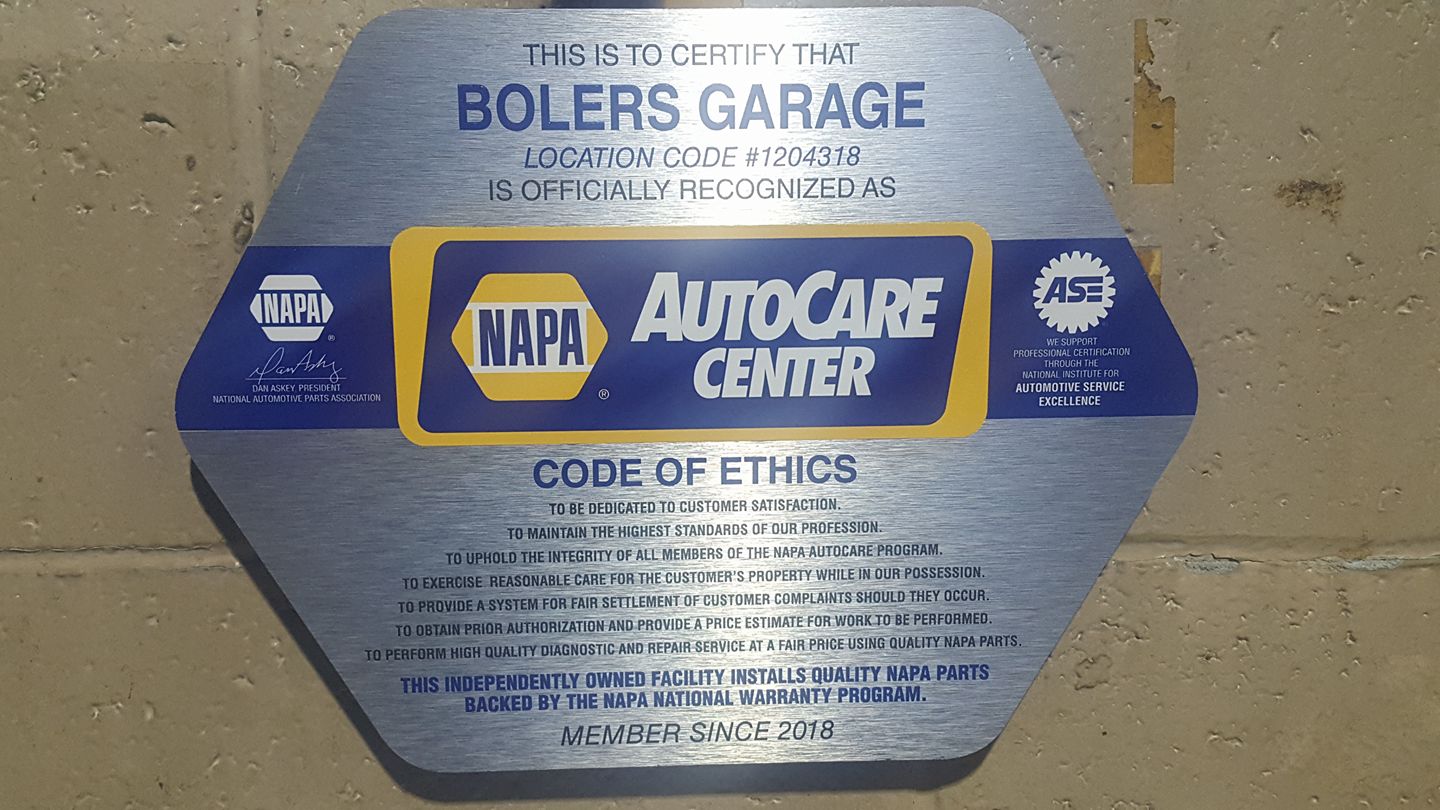 THIS IS TO CERTIFY THAT
BOLERS GARAGE
LOCATION CODE #1204318
IS OFFICIALLY RECOGNIZED AS
NAPA
®
DAN ASKEY PRESIDENT
NATIONAL AUTOMOTIVE PARTS ASSOCIATION
NAPA
®
AUTOCARE
CENTER
ASE
WE SUPPORT
PROFESSIONAL CERTIFICATION
THROUGH THE
NATIONAL INSTITUTE FOR
AUTOMOTIVE SERVICE
EXCELLENCE
CODE OF ETHICS
TO BE DEDICATED TO CUSTOMER SATISFACTION.
TO MAINTAIN THE HIGHEST STANDARDS OF OUR PROFESSION.
TO UPHOLD THE INTEGRITY OF ALL MEMBERS OF THE NAPA AUTOCARE PROGRAM.
TO EXERCISE REASONABLE CARE FOR THE CUSTOMER'S PROPERTY WHILE IN OUR POSSESSION.
TO PROVIDE A SYSTEM FOR FAIR SETTLEMENT OF CUSTOMER COMPLAINTS SHOULD THEY OCCUR.
TO OBTAIN PRIOR AUTHORIZATION AND PROVIDE A PRICE ESTIMATE FOR WORK TO BE PERFORMED.
TO PERFORM HIGH QUALITY DIAGNOSTIC AND REPAIR SERVICE AT A FAIR PRICE USING QUALITY NAPA PARTS.
THIS INDEPENDENTLY OWNED FACILITY INSTALLS QUALITY NAPA PARTS
BACKED BY THE NAPA NATIONAL WARRANTY PROGRAM.
MEMBER SINCE 2018